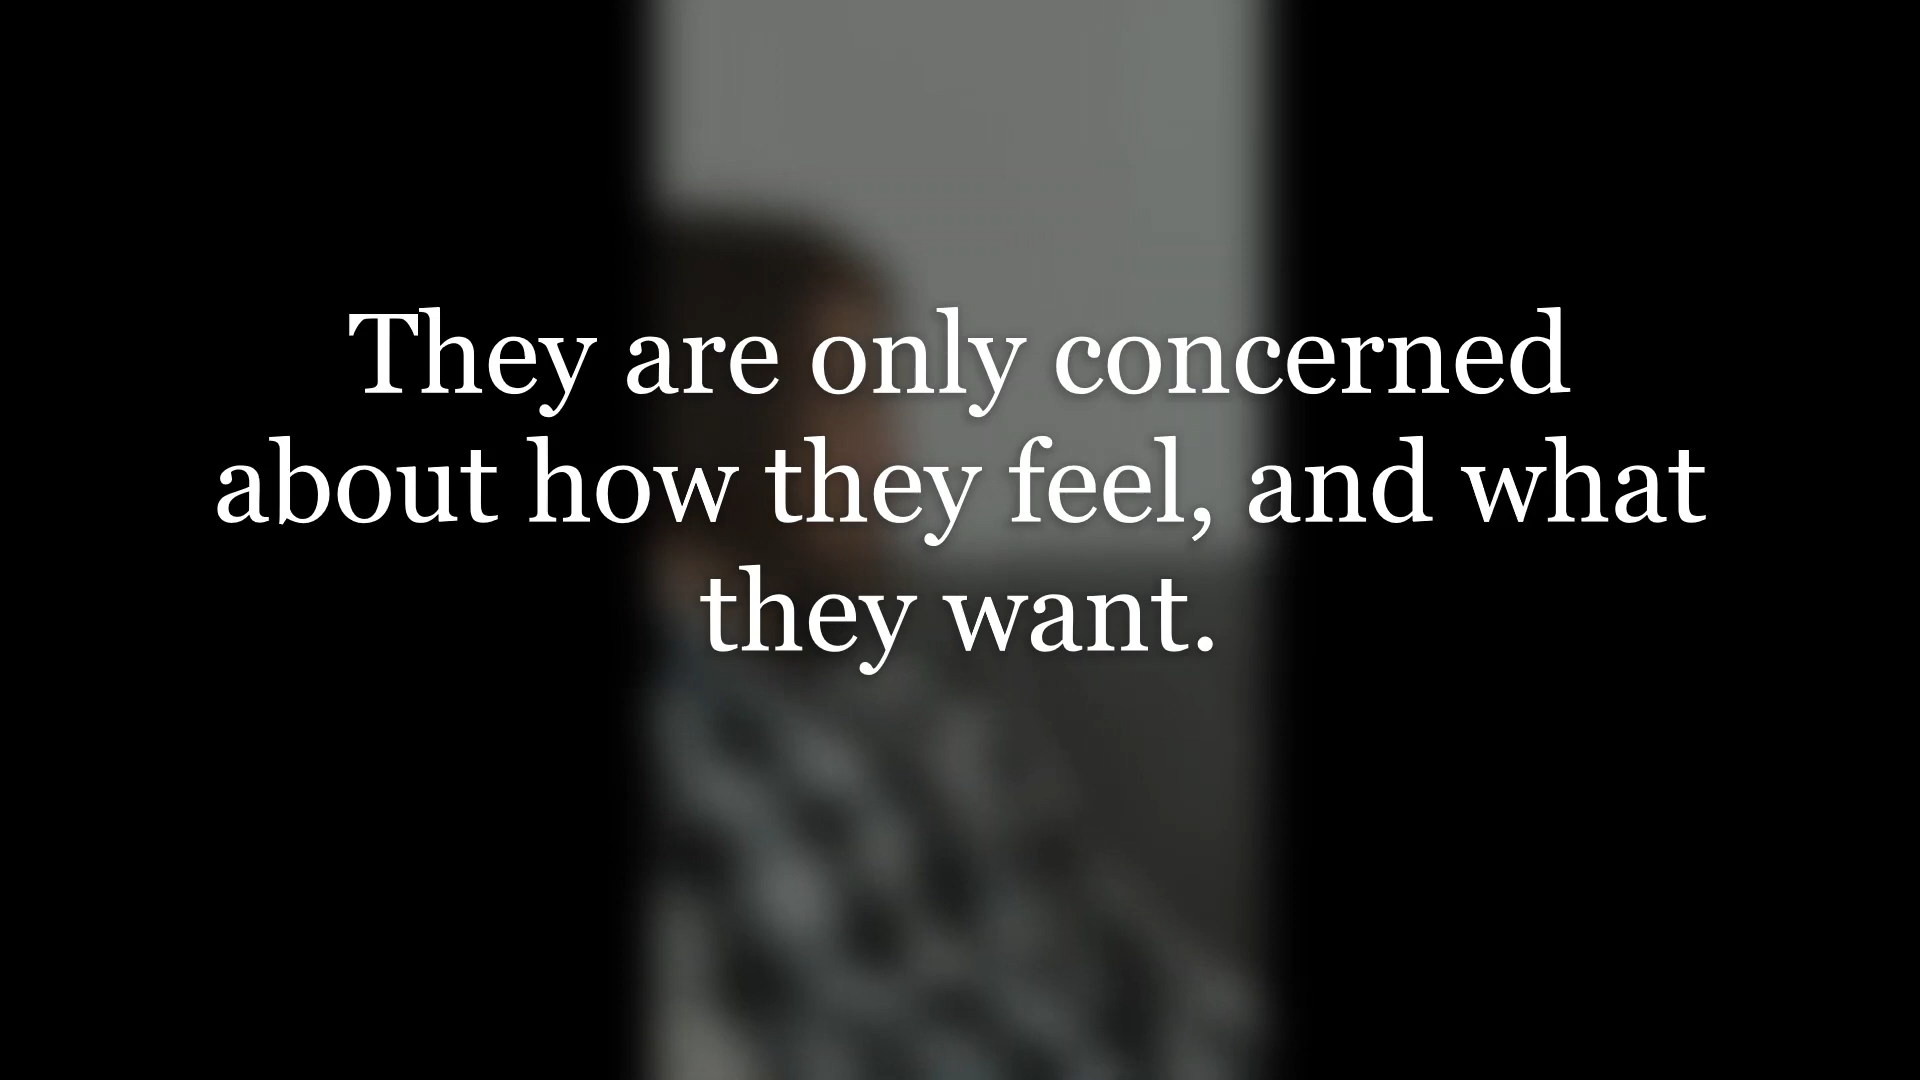 They are only concerned
about how they feel, and what
they want.